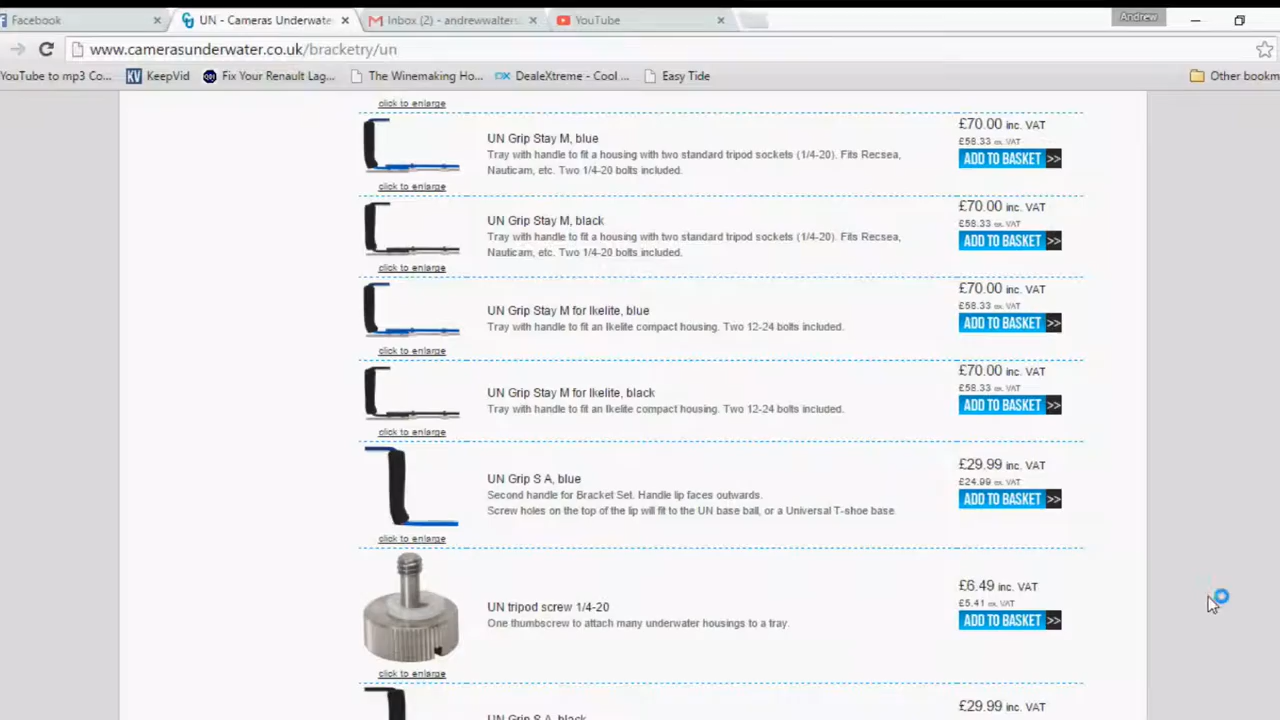 Facebook
UN - Cameras Underwate
Inbox (2) - andrewwalters
YouTube
Andrew
www.camerasunderwater.co.uk/bracketry/un
YouTube to mp3 Co...
KeepVid
Fix Your Renault Lag...
The Winemaking Ho...
DX DealeXtreme - Cool ...
Easy Tide
Other bookm
click to enlarge
UN Grip Stay M, blue
Tray with handle to fit a housing with two standard tripod sockets (1/4-20). Fits Recsea,
Nauticam, etc. Two 1/4-20 bolts included.
£70.00 inc. VAT
£58.33 ex. VAT
ADD TO BASKET >>
click to enlarge
UN Grip Stay M, black
Tray with handle to fit a housing with two standard tripod sockets (1/4-20). Fits Recsea,
Nauticam, etc. Two 1/4-20 bolts included.
£70.00 inc. VAT
£58.33 ex. VAT
ADD TO BASKET >>
click to enlarge
UN Grip Stay M for Ikelite, blue
Tray with handle to fit an Ikelite compact housing. Two 12-24 bolts included.
£70.00 inc. VAT
£58.33 ex. VAT
ADD TO BASKET >>
click to enlarge
UN Grip Stay M for Ikelite, black
Tray with handle to fit an Ikelite compact housing. Two 12-24 bolts included.
£70.00 inc. VAT
£58.33 ex. VAT
ADD TO BASKET >>
click to enlarge
UN Grip S A, blue
Second handle for Bracket Set. Handle lip faces outwards.
Screw holes on the top of the lip will fit to the UN base ball, or a Universal T-shoe base
£29.99 inc. VAT
£24.99 ex. VAT
ADD TO BASKET >>
click to enlarge
UN tripod screw 1/4-20
One thumbscrew to attach many underwater housings to a tray.
£6.49 inc. VAT
£5.41 ex. VAT
ADD TO BASKET >>
click to enlarge
UN Grip S A, black
£29.99 inc. VAT